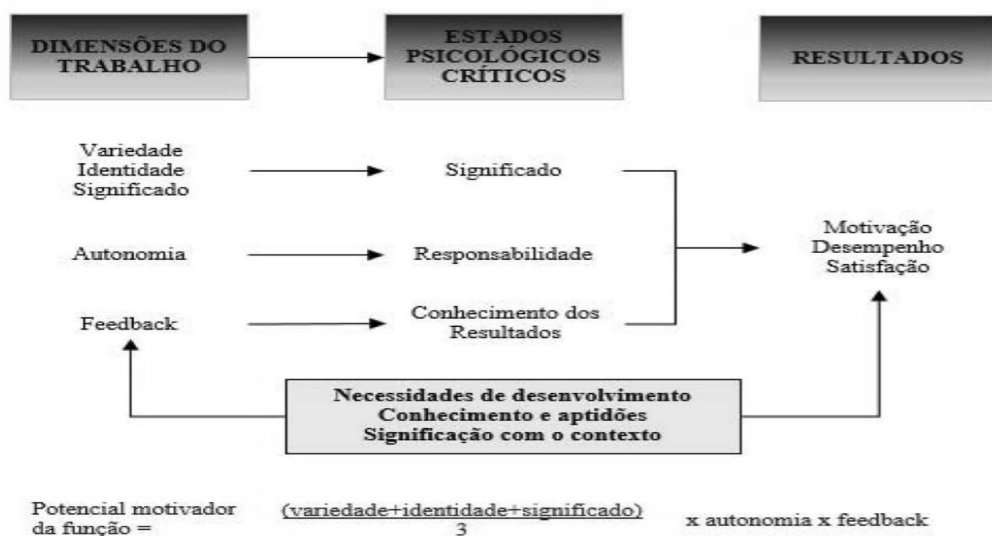 DIMENSÕES DO
TRABALHO
ESTADOS
PSICOLÓGICOS
CRÍTICOS
RESULTADOS
Variedade
Identidade
Significado
Significado
Autonomia
Responsabilidade
Feedback
Conhecimento dos
Resultados
Motivação
Desempenho
Satisfação
Necessidades de desenvolvimento
Conhecimento e aptidões
Significação com o contexto
Potencial motivador
da função =
(variedade+identidade+significado)
3
x autonomia x feedback